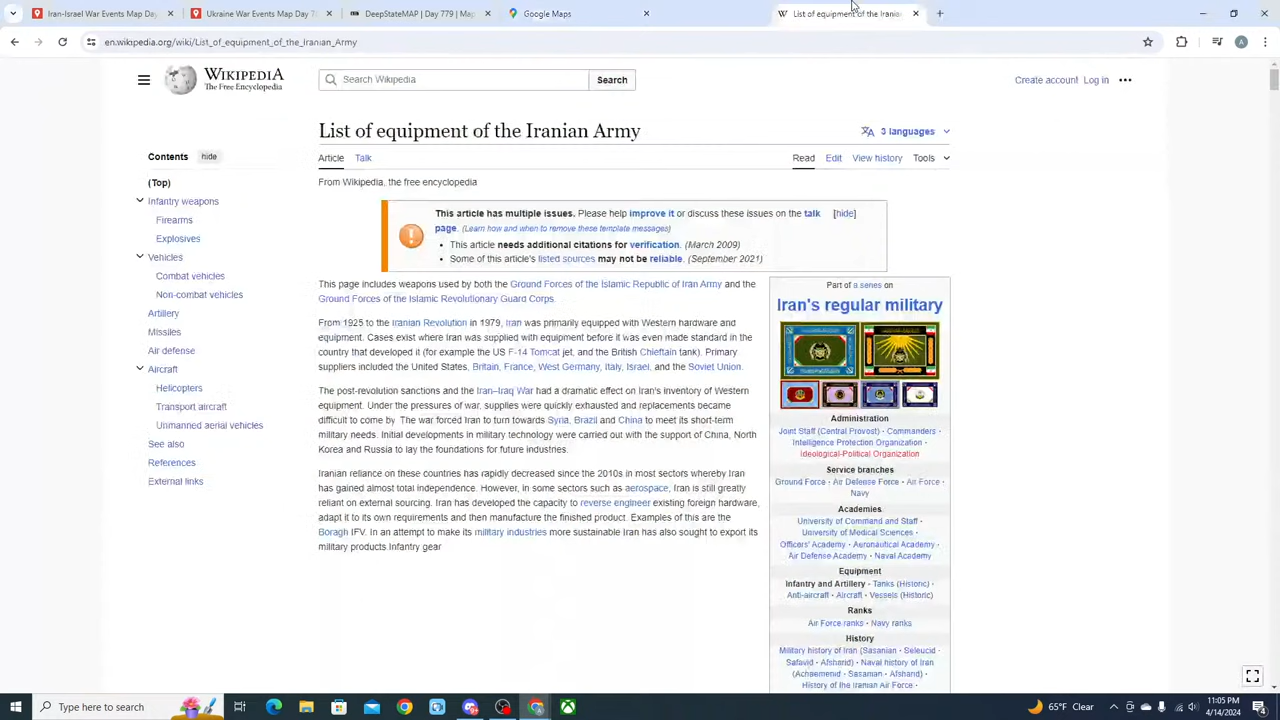 Iran-Israel Events Map
Ukraine War Events Map Day 7
DeepStateMAP | Day 779 | M
Google Maps
W List of equipment of the Iranian
en.wikipedia.org/wiki/List_of_equipment_of_the_Iranian_Army
A
WIKIPEDIA
The Free Encyclopedia
Search Wikipedia
Search
Create account Log in
List of equipment of the Iranian Army
3 languages
Contents hide
Article Talk
Read Edit View history Tools
(Top)
From Wikipedia, the free encyclopedia
Infantry weapons
Firearms
Explosives
Vehicles
Combat vehicles
Non-combat vehicles
Artillery
Missiles
Air defense
Aircraft
Helicopters
Transport aircraft
Unmanned aerial vehicles
See also
References
External links
This article has multiple issues. Please help improve it or discuss these issues on the talk [hide]
page. (Learn how and when to remove these template messages)
• This article needs additional citations for verification. (March 2009)
• Some of this article's listed sources may not be reliable. (September 2021)
This page includes weapons used by both the Ground Forces of the Islamic Republic of Iran Army and the
Ground Forces of the Islamic Revolutionary Guard Corps.
From 1925 to the Iranian Revolution in 1979, Iran was primarily equipped with Western hardware and
equipment. Cases exist where Iran was supplied with equipment before it was even made standard in the
country that developed it (for example the US F-14 Tomcat jet, and the British Chieftain tank). Primary
suppliers included the United States, Britain, France, West Germany, Italy, Israel, and the Soviet Union.
The post-revolution sanctions and the Iran–Iraq War had a dramatic effect on Iran's inventory of Western
equipment. Under the pressures of war, supplies were quickly exhausted and replacements became
difficult to come by. The war forced Iran to turn towards Syria, Brazil and China to meet its short-term
military needs. Initial developments in military technology were carried out with the support of China, North
Korea and Russia to lay the foundations for future industries.
Iranian reliance on these countries has rapidly decreased since the 2010s in most sectors whereby Iran
has gained almost total independence. However, in some sectors such as aerospace, Iran is still greatly
reliant on external sourcing. Iran has developed the capacity to reverse engineer existing foreign hardware,
adapt it to its own requirements and then manufacture the finished product. Examples of this are the
Boragh IFV. In an attempt to make its military industries more sustainable Iran has also sought to export its
military products.Infantry gear
Part of a series on
Iran's regular military
Administration
Joint Staff (Central Provost) · Commanders ·
Intelligence Protection Organization ·
Ideological-Political Organization
Service branches
Ground Force · Air Defense Force · Air Force ·
Navy
Academies
University of Command and Staff ·
University of Medical Sciences ·
Officers' Academy · Aeronautical Academy ·
Air Defense Academy · Naval Academy
Equipment
Infantry and Artillery · Tanks (Historic) ·
Anti-aircraft · Aircraft · Vessels (Historic)
Ranks
Air Force ranks · Navy ranks
History
Military history of Iran (Sasanian · Seleucid ·
Safavid · Afsharid) · Naval history of Iran
(Achaemenid · Sasanian · Afsharid) ·
History of the Iranian Air Force ·
Type here to search
65°F Clear
11:05 PM
4/14/2024